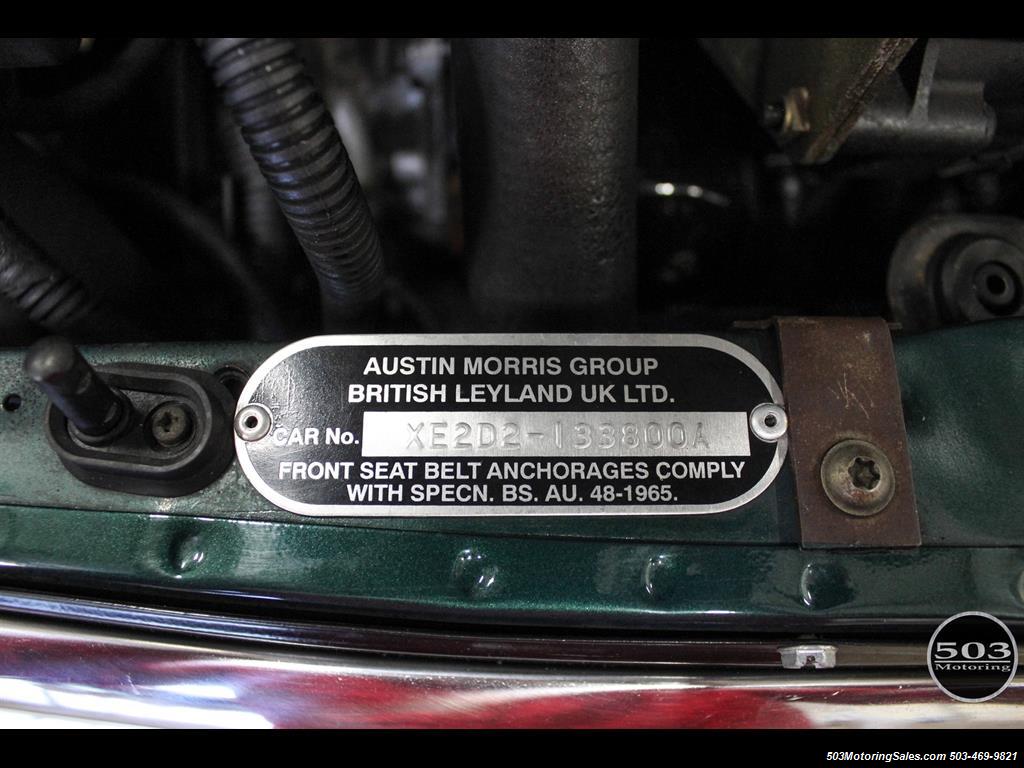 AUSTIN MORRIS GROUP
BRITISH LEYLAND UK LTD.
CAR No. XE2D2-133800A
FRONT SEAT BELT ANCHORAGES COMPLY
WITH SPECN. BS. AU. 48-1965.
503
Motoring
503MotoringSales.com 503-469-9821